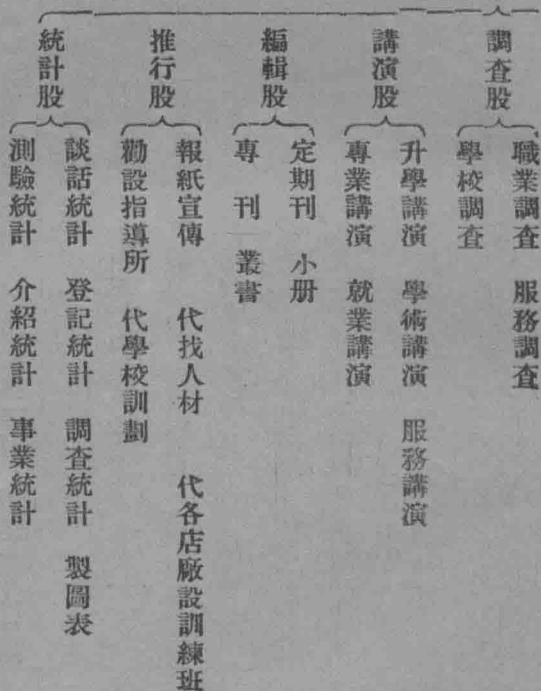 調查股
職業調查 服務調查
學校調查
講演股
升學講演 學術講演 服務講演
專業講演 就業講演
編輯股
定期刊 小册
專刊 叢書
推行股
報紙宣傳 代找人材 代各店廠設訓練班
勸設指導所 代學校訓劃
統計股
談話統計 登記統計 調查統計 製圖表
測驗統計 介紹統計 事業統計